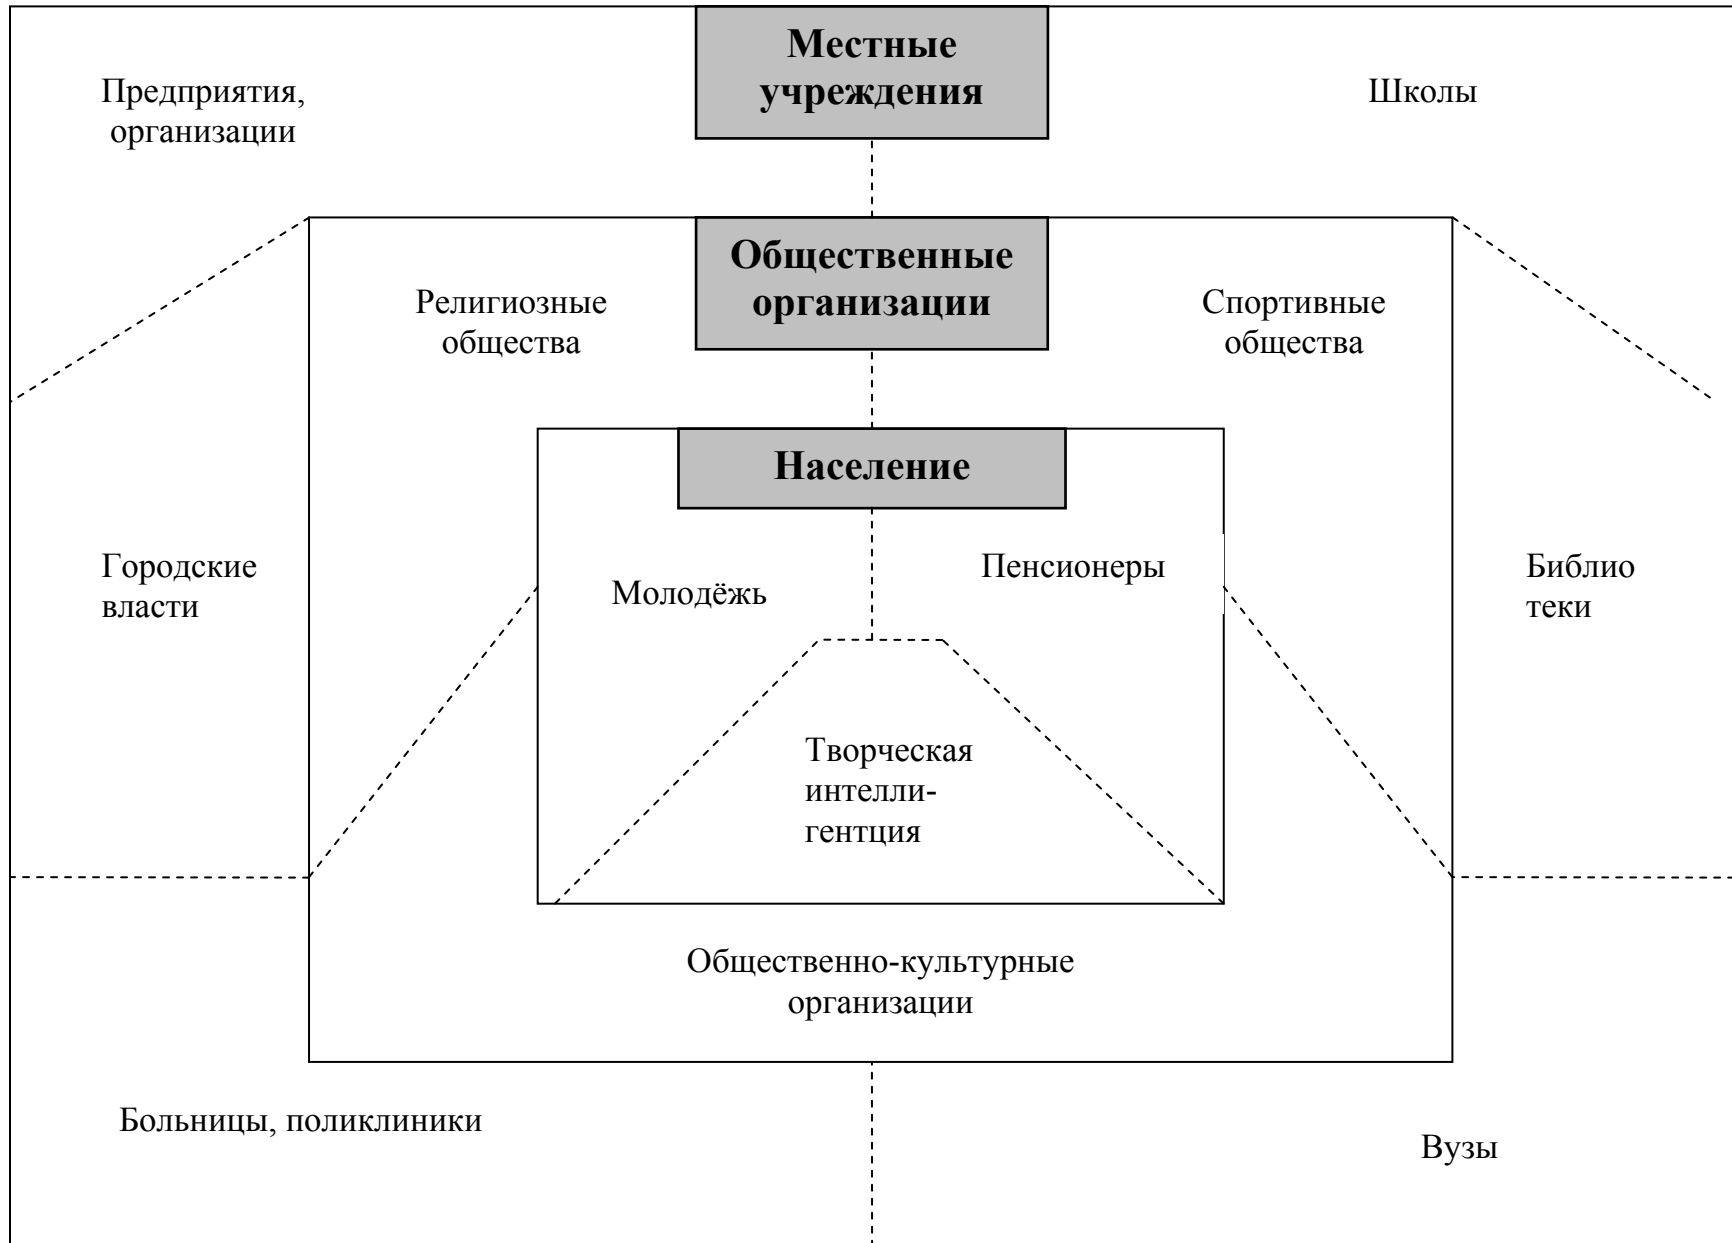 Местные
учреждения
Предприятия,
организации
Школы
Общественные
организации
Религиозные
общества
Спортивные
общества
Население
Городские
власти
Молодёжь
Пенсионеры
Библио
теки
Творческая
интелли-
гентция
Общественно-культурные
организации
Больницы, поликлиники
Вузы